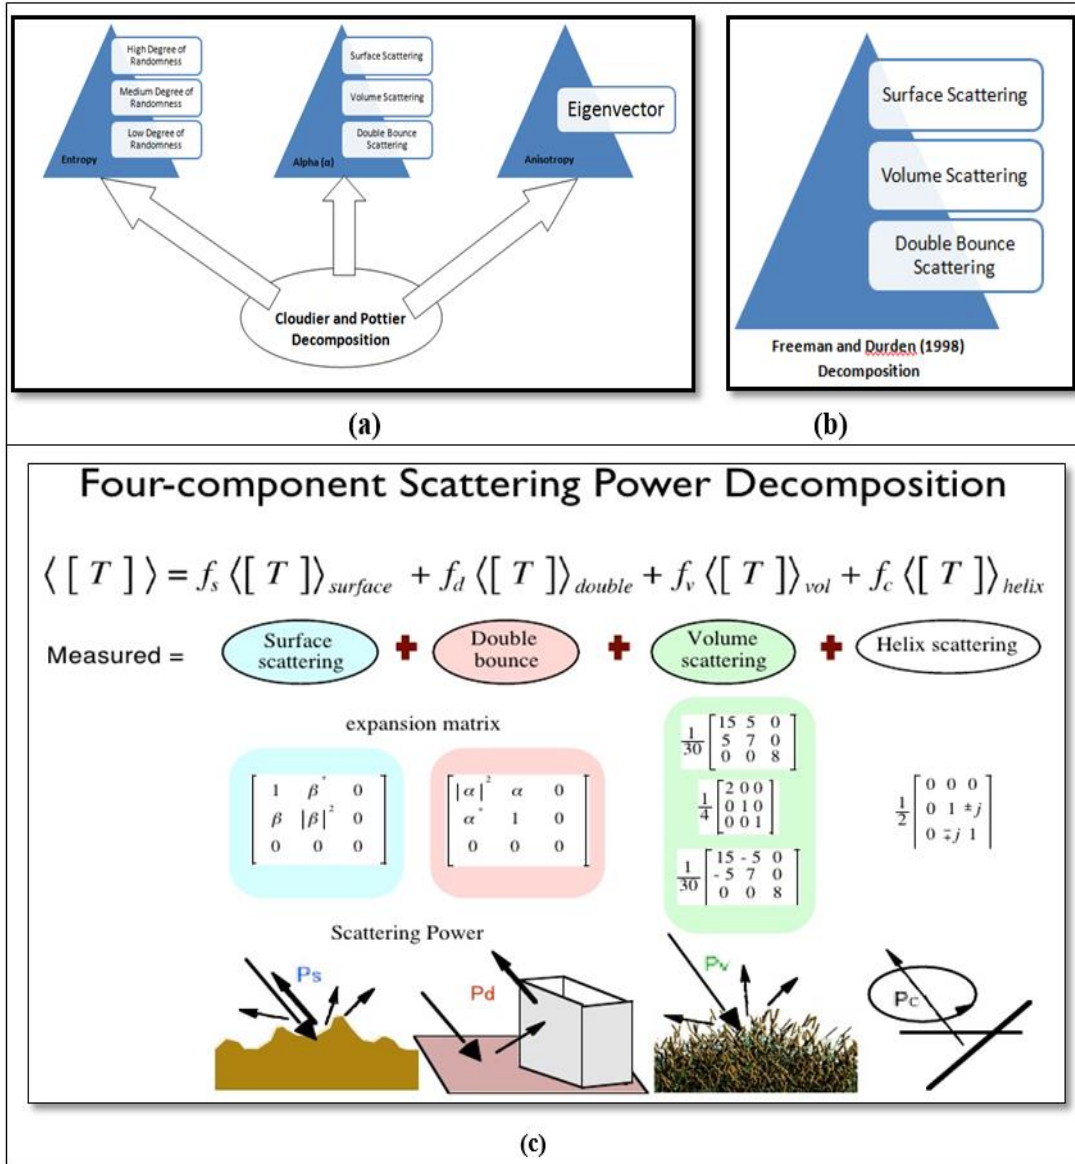 High Degree of
Randomness
Medium Degree of
Randomness
Low Degree of
Randomness
Entropy
Surface Scattering
Volume Scattering
Double Bounce
Scattering
Alpha (α)
Eigenvector
Anisotropy
Cloudier and Pottier
Decomposition
(a)
Surface Scattering
Volume Scattering
Double Bounce
Scattering
Freeman and Durden (1998)
Decomposition
(b)
Four-component Scattering Power Decomposition
⟨[ T ]⟩ = f_s ⟨[ T ]⟩_surface + f_d ⟨[ T ]⟩_double + f_v ⟨[ T ]⟩_vol + f_c ⟨[ T ]⟩_helix
Measured =
Surface
scattering
+
Double
bounce
+
Volume
scattering
+
Helix scattering
expansion matrix
1 β* 0
β |β|² 0
0 0 0
|α|² α 0
α* 1 0
0 0 0
1/30 [15 5 0
5 7 0
0 0 8]
1/4 [2 0 0
0 1 0
0 0 1]
1/30 [15 -5 0
-5 7 0
0 0 8]
1/2 [0 0 0
0 1 ±j
0 ∓j 1]
Scattering Power
Ps
Pd
Pv
Pc
(c)